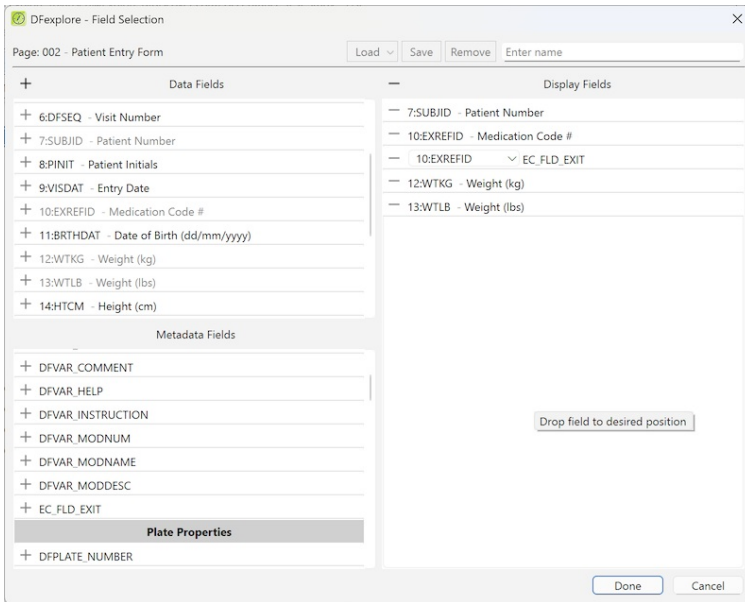 DFexplore - Field Selection
Page: 002 - Patient Entry Form
Load
Save
Remove
Enter name
Data Fields
6:DFSEQ - Visit Number
7:SUBJID - Patient Number
8:PINIT - Patient Initials
9:VISDAT - Entry Date
10:EXREFID - Medication Code #
11:BRTHDAT - Date of Birth (dd/mm/yyyy)
12:WTKG - Weight (kg)
13:WTLB - Weight (lbs)
14:HTCM - Height (cm)
Metadata Fields
DFVAR_COMMENT
DFVAR_HELP
DFVAR_INSTRUCTION
DFVAR_MODNUM
DFVAR_MODNAME
DFVAR_MODDESC
EC_FLD_EXIT
Plate Properties
DFPLATE_NUMBER
Display Fields
7:SUBJID - Patient Number
10:EXREFID - Medication Code #
10:EXREFID EC_FLD_EXIT
12:WTKG - Weight (kg)
13:WTLB - Weight (lbs)
Drop field to desired position
Done
Cancel